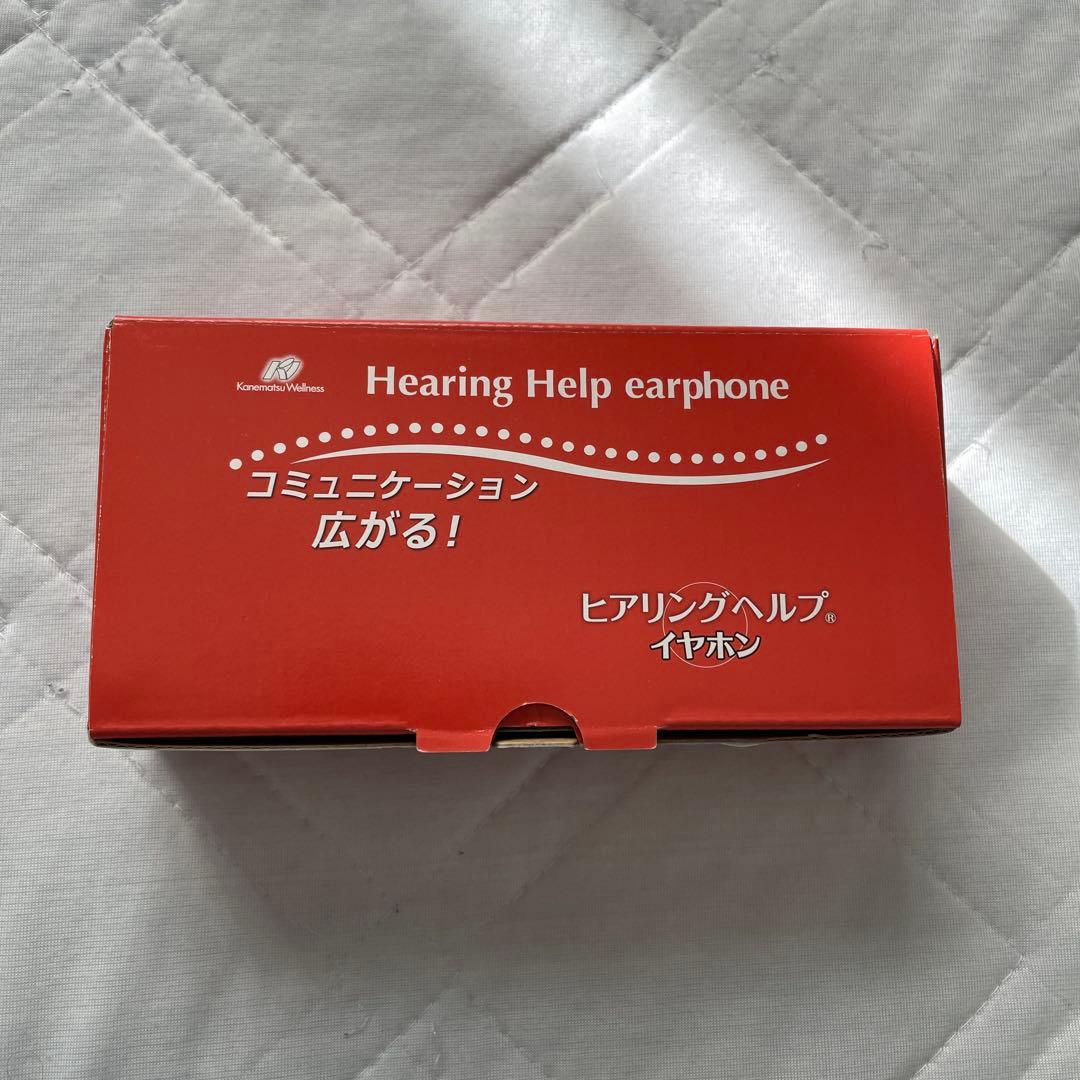 Kanematsu Wellness
Hearing Help earphone
コミュニケーション
広がる!
ヒアリングヘルプ®
イヤホン